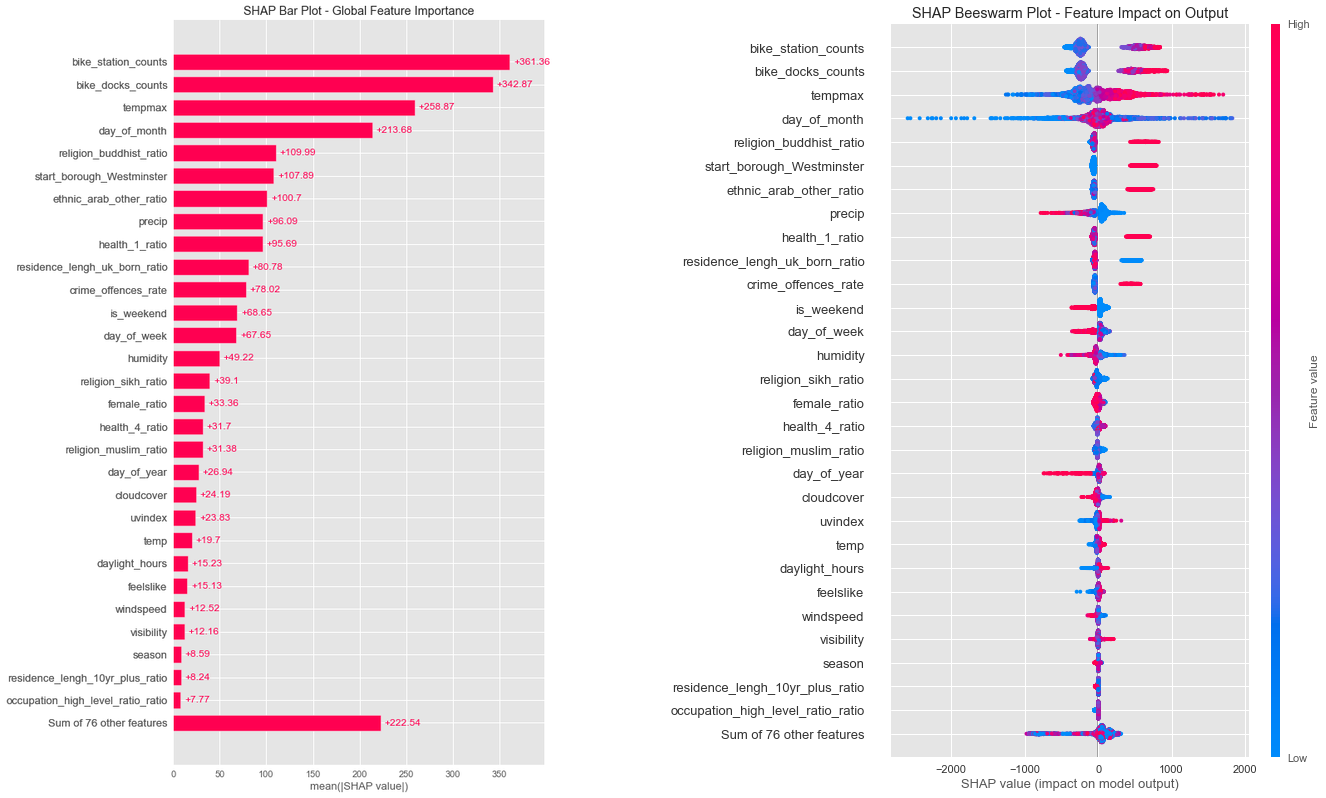 SHAP Bar Plot - Global Feature Importance
bike_station_counts +361.36
bike_docks_counts +342.87
tempmax +258.87
day_of_month +213.68
religion_buddhist_ratio +109.99
start_borough_Westminster +107.89
ethnic_arab_other_ratio +100.7
precip +96.09
health_1_ratio +95.69
residence_lengh_uk_born_ratio +80.78
crime_offences_rate +78.02
is_weekend +68.65
day_of_week +67.65
humidity +49.22
religion_sikh_ratio +39.1
female_ratio +33.36
health_4_ratio +31.7
religion_muslim_ratio +31.38
day_of_year +26.94
cloudcover +24.19
uvindex +23.83
temp +19.7
daylight_hours +15.23
feelslike +15.13
windspeed +12.52
visibility +12.16
season +8.59
residence_lengh_10yr_plus_ratio +8.24
occupation_high_level_ratio_ratio +7.77
Sum of 76 other features +222.54
0 50 100 150 200 250 300 350
mean(|SHAP value|)
SHAP Beeswarm Plot - Feature Impact on Output
bike_station_counts
bike_docks_counts
tempmax
day_of_month
religion_buddhist_ratio
start_borough_Westminster
ethnic_arab_other_ratio
precip
health_1_ratio
residence_lengh_uk_born_ratio
crime_offences_rate
is_weekend
day_of_week
humidity
religion_sikh_ratio
female_ratio
health_4_ratio
religion_muslim_ratio
day_of_year
cloudcover
uvindex
temp
daylight_hours
feelslike
windspeed
visibility
season
residence_lengh_10yr_plus_ratio
occupation_high_level_ratio_ratio
Sum of 76 other features
−2000 −1000 0 1000 2000
SHAP value (impact on model output)
High
Feature value
Low